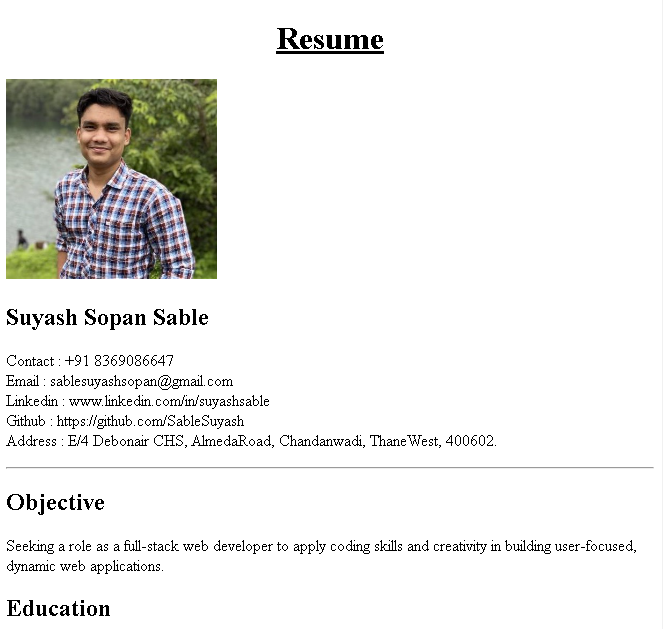 Resume
Suyash Sopan Sable
Contact : +91 8369086647
Email : sablesuyashsopan@gmail.com
Linkedin : www.linkedin.com/in/suyashsable
Github : https://github.com/SableSuyash
Address : E/4 Debonair CHS, AlmedaRoad, Chandanwadi, ThaneWest, 400602.
Objective
Seeking a role as a full-stack web developer to apply coding skills and creativity in building user-focused,
dynamic web applications.
Education